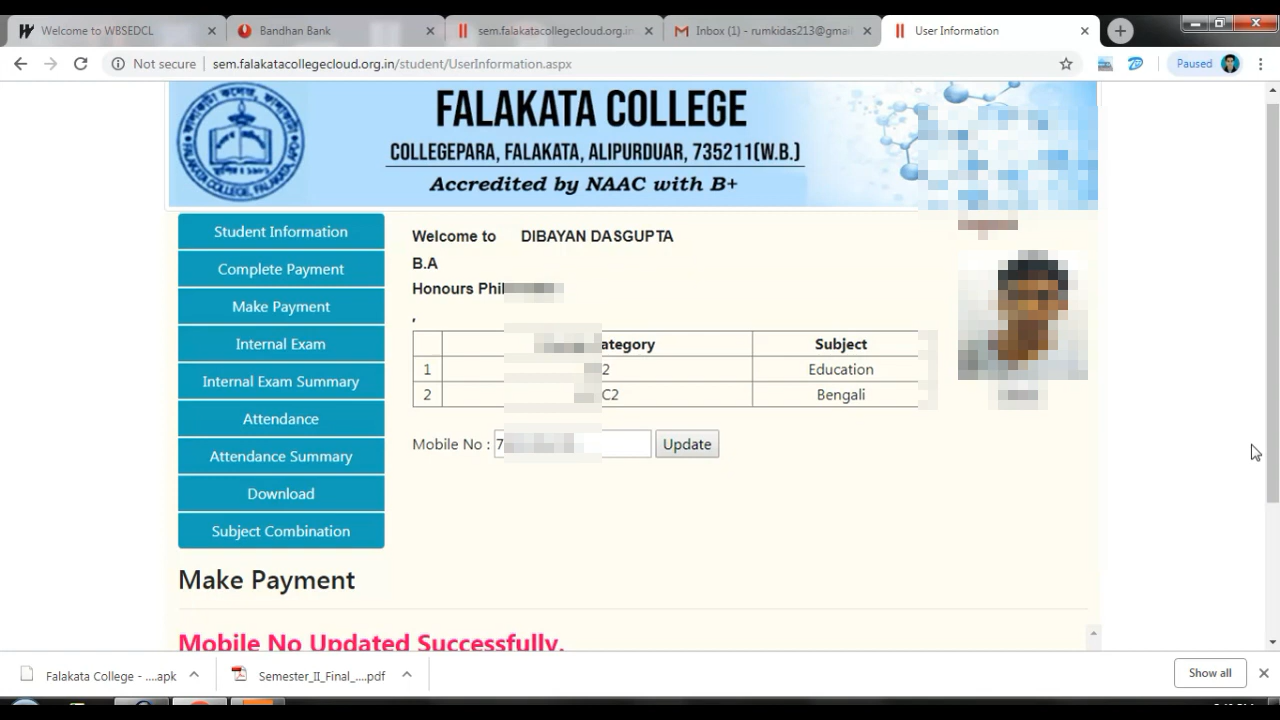 Welcome to WBSEDCL
Bandhan Bank
sem.falakatacollegecloud.org.in
Inbox (1) - rumkidas213@gmai
User Information
Not secure
sem.falakatacollegecloud.org.in/student/UserInformation.aspx
Paused
FALAKATA COLLEGE
COLLEGEPARA, FALAKATA, ALIPURDUAR, 735211(W.B.)
Accredited by NAAC with B+
Student Information
Complete Payment
Make Payment
Internal Exam
Internal Exam Summary
Attendance
Attendance Summary
Download
Subject Combination
Welcome to DIBAYAN DASGUPTA
B.A
Honours Phil
,
ategory Subject
1 2 Education
2 C2 Bengali
Mobile No : 7 Update
Make Payment
Mobile No Updated Successfully.
Falakata College - ....apk
Semester_II_Final_....pdf
Show all